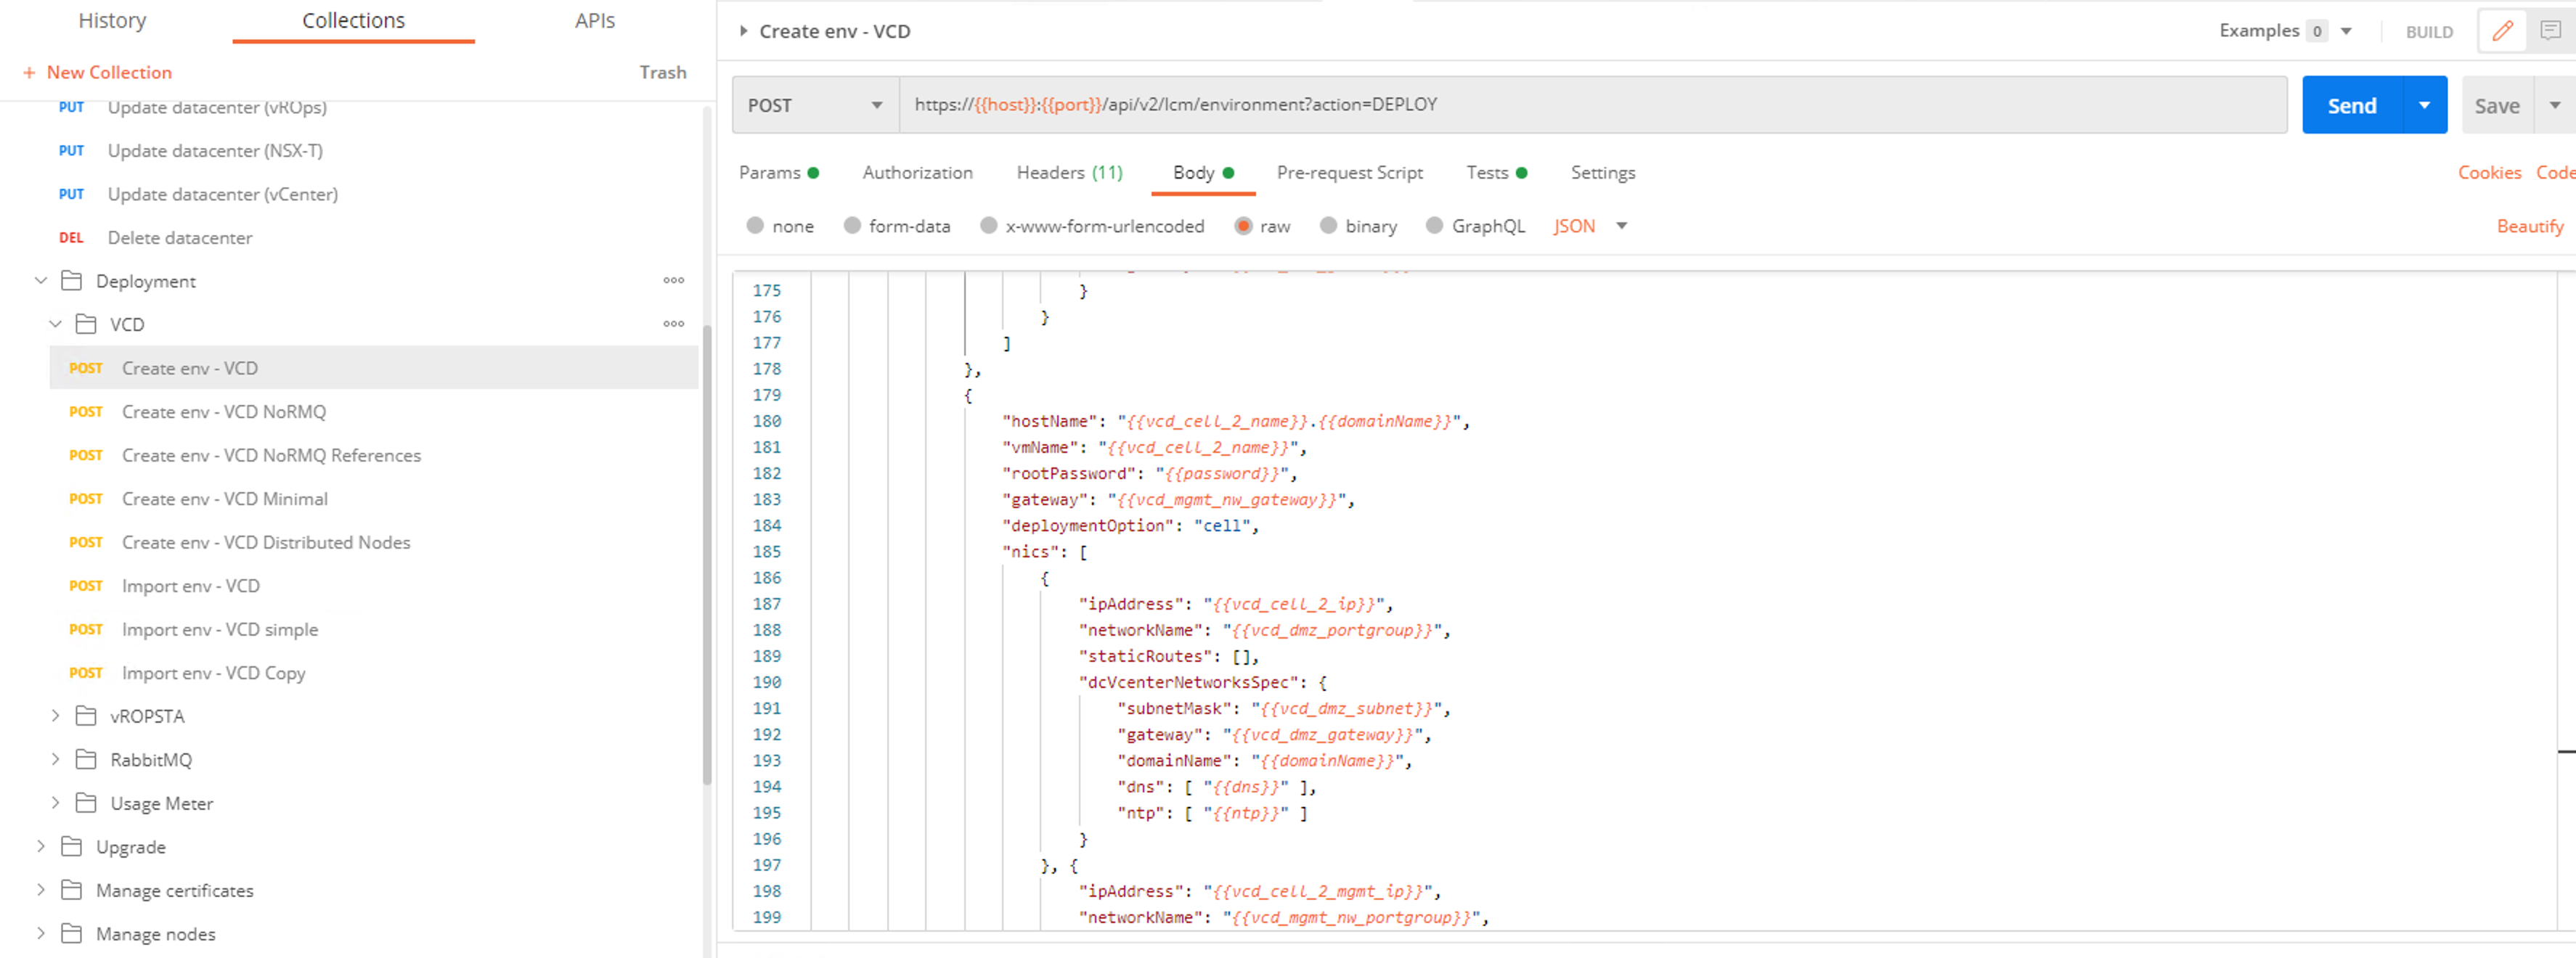 History Collections APIs
+ New Collection Trash
PUT Update datacenter (vROps)
PUT Update datacenter (NSX-T)
PUT Update datacenter (vCenter)
DEL Delete datacenter
Deployment
VCD
POST Create env - VCD
POST Create env - VCD NoRMQ
POST Create env - VCD NoRMQ References
POST Create env - VCD Minimal
POST Create env - VCD Distributed Nodes
POST Import env - VCD
POST Import env - VCD simple
POST Import env - VCD Copy
vROPSTA
RabbitMQ
Usage Meter
Upgrade
Manage certificates
Manage nodes
Create env - VCD Examples 0 BUILD
POST https://{{host}}:{{port}}/api/v2/lcm/environment?action=DEPLOY Send Save
Params Authorization Headers (11) Body Pre-request Script Tests Settings Cookies Code
none form-data x-www-form-urlencoded raw binary GraphQL JSON Beautify
175 }
176 }
177 ]
178 },
179 {
180 "hostName": "{{vcd_cell_2_name}}.{{domainName}}",
181 "vmName": "{{vcd_cell_2_name}}",
182 "rootPassword": "{{password}}",
183 "gateway": "{{vcd_mgmt_nw_gateway}}",
184 "deploymentOption": "cell",
185 "nics": [
186 {
187 "ipAddress": "{{vcd_cell_2_ip}}",
188 "networkName": "{{vcd_dmz_portgroup}}",
189 "staticRoutes": [],
190 "dcVcenterNetworksSpec": {
191 "subnetMask": "{{vcd_dmz_subnet}}",
192 "gateway": "{{vcd_dmz_gateway}}",
193 "domainName": "{{domainName}}",
194 "dns": [ "{{dns}}" ],
195 "ntp": [ "{{ntp}}" ]
196 }
197 }, {
198 "ipAddress": "{{vcd_cell_2_mgmt_ip}}",
199 "networkName": "{{vcd_mgmt_nw_portgroup}}",